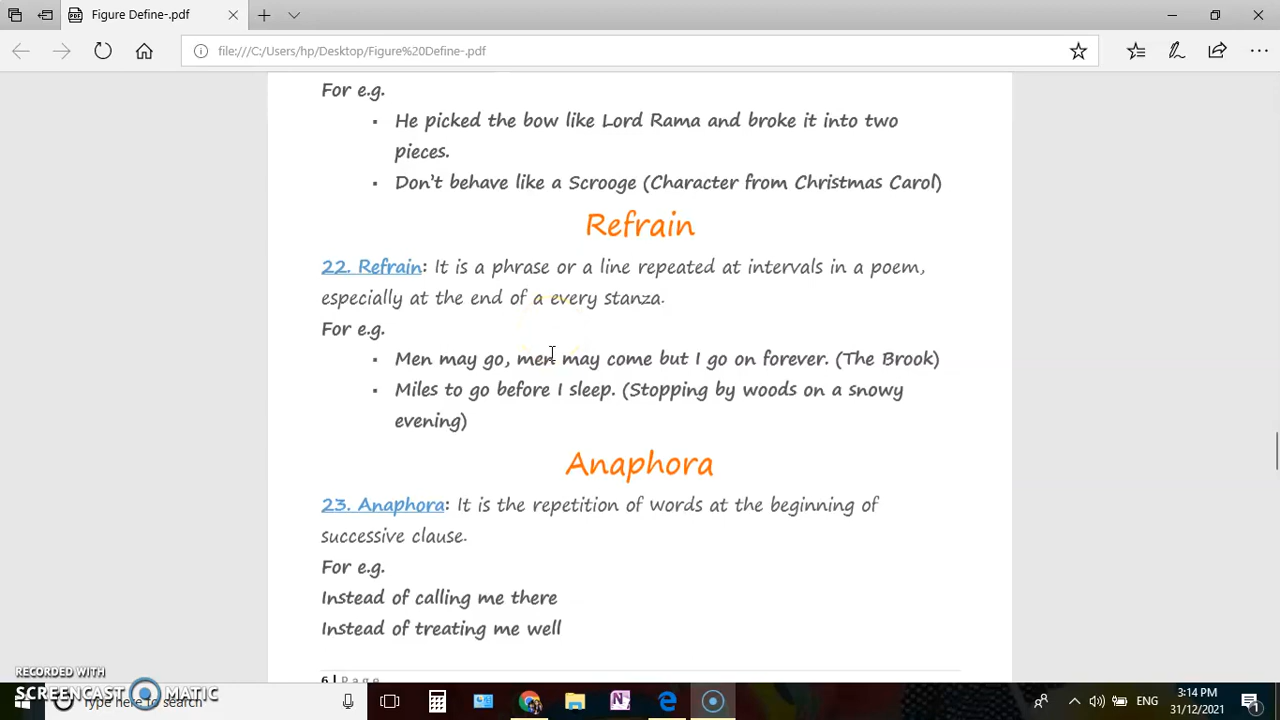 Figure Define-.pdf
file:///C:/Users/hp/Desktop/Figure%20Define-.pdf
For e.g.
▪ He picked the bow like Lord Rama and broke it into two
pieces.
▪ Don't behave like a Scrooge (Character from Christmas Carol)
Refrain
22. Refrain: It is a phrase or a line repeated at intervals in a poem,
especially at the end of a every stanza.
For e.g.
▪ Men may go, men may come but I go on forever. (The Brook)
▪ Miles to go before I sleep. (Stopping by woods on a snowy
evening)
Anaphora
23. Anaphora: It is the repetition of words at the beginning of
successive clause.
For e.g.
Instead of calling me there
Instead of treating me well
6 | Page
RECORDED WITH
SCREENCAST MATIC
Type here to search
ENG
3:14 PM
31/12/2021
1